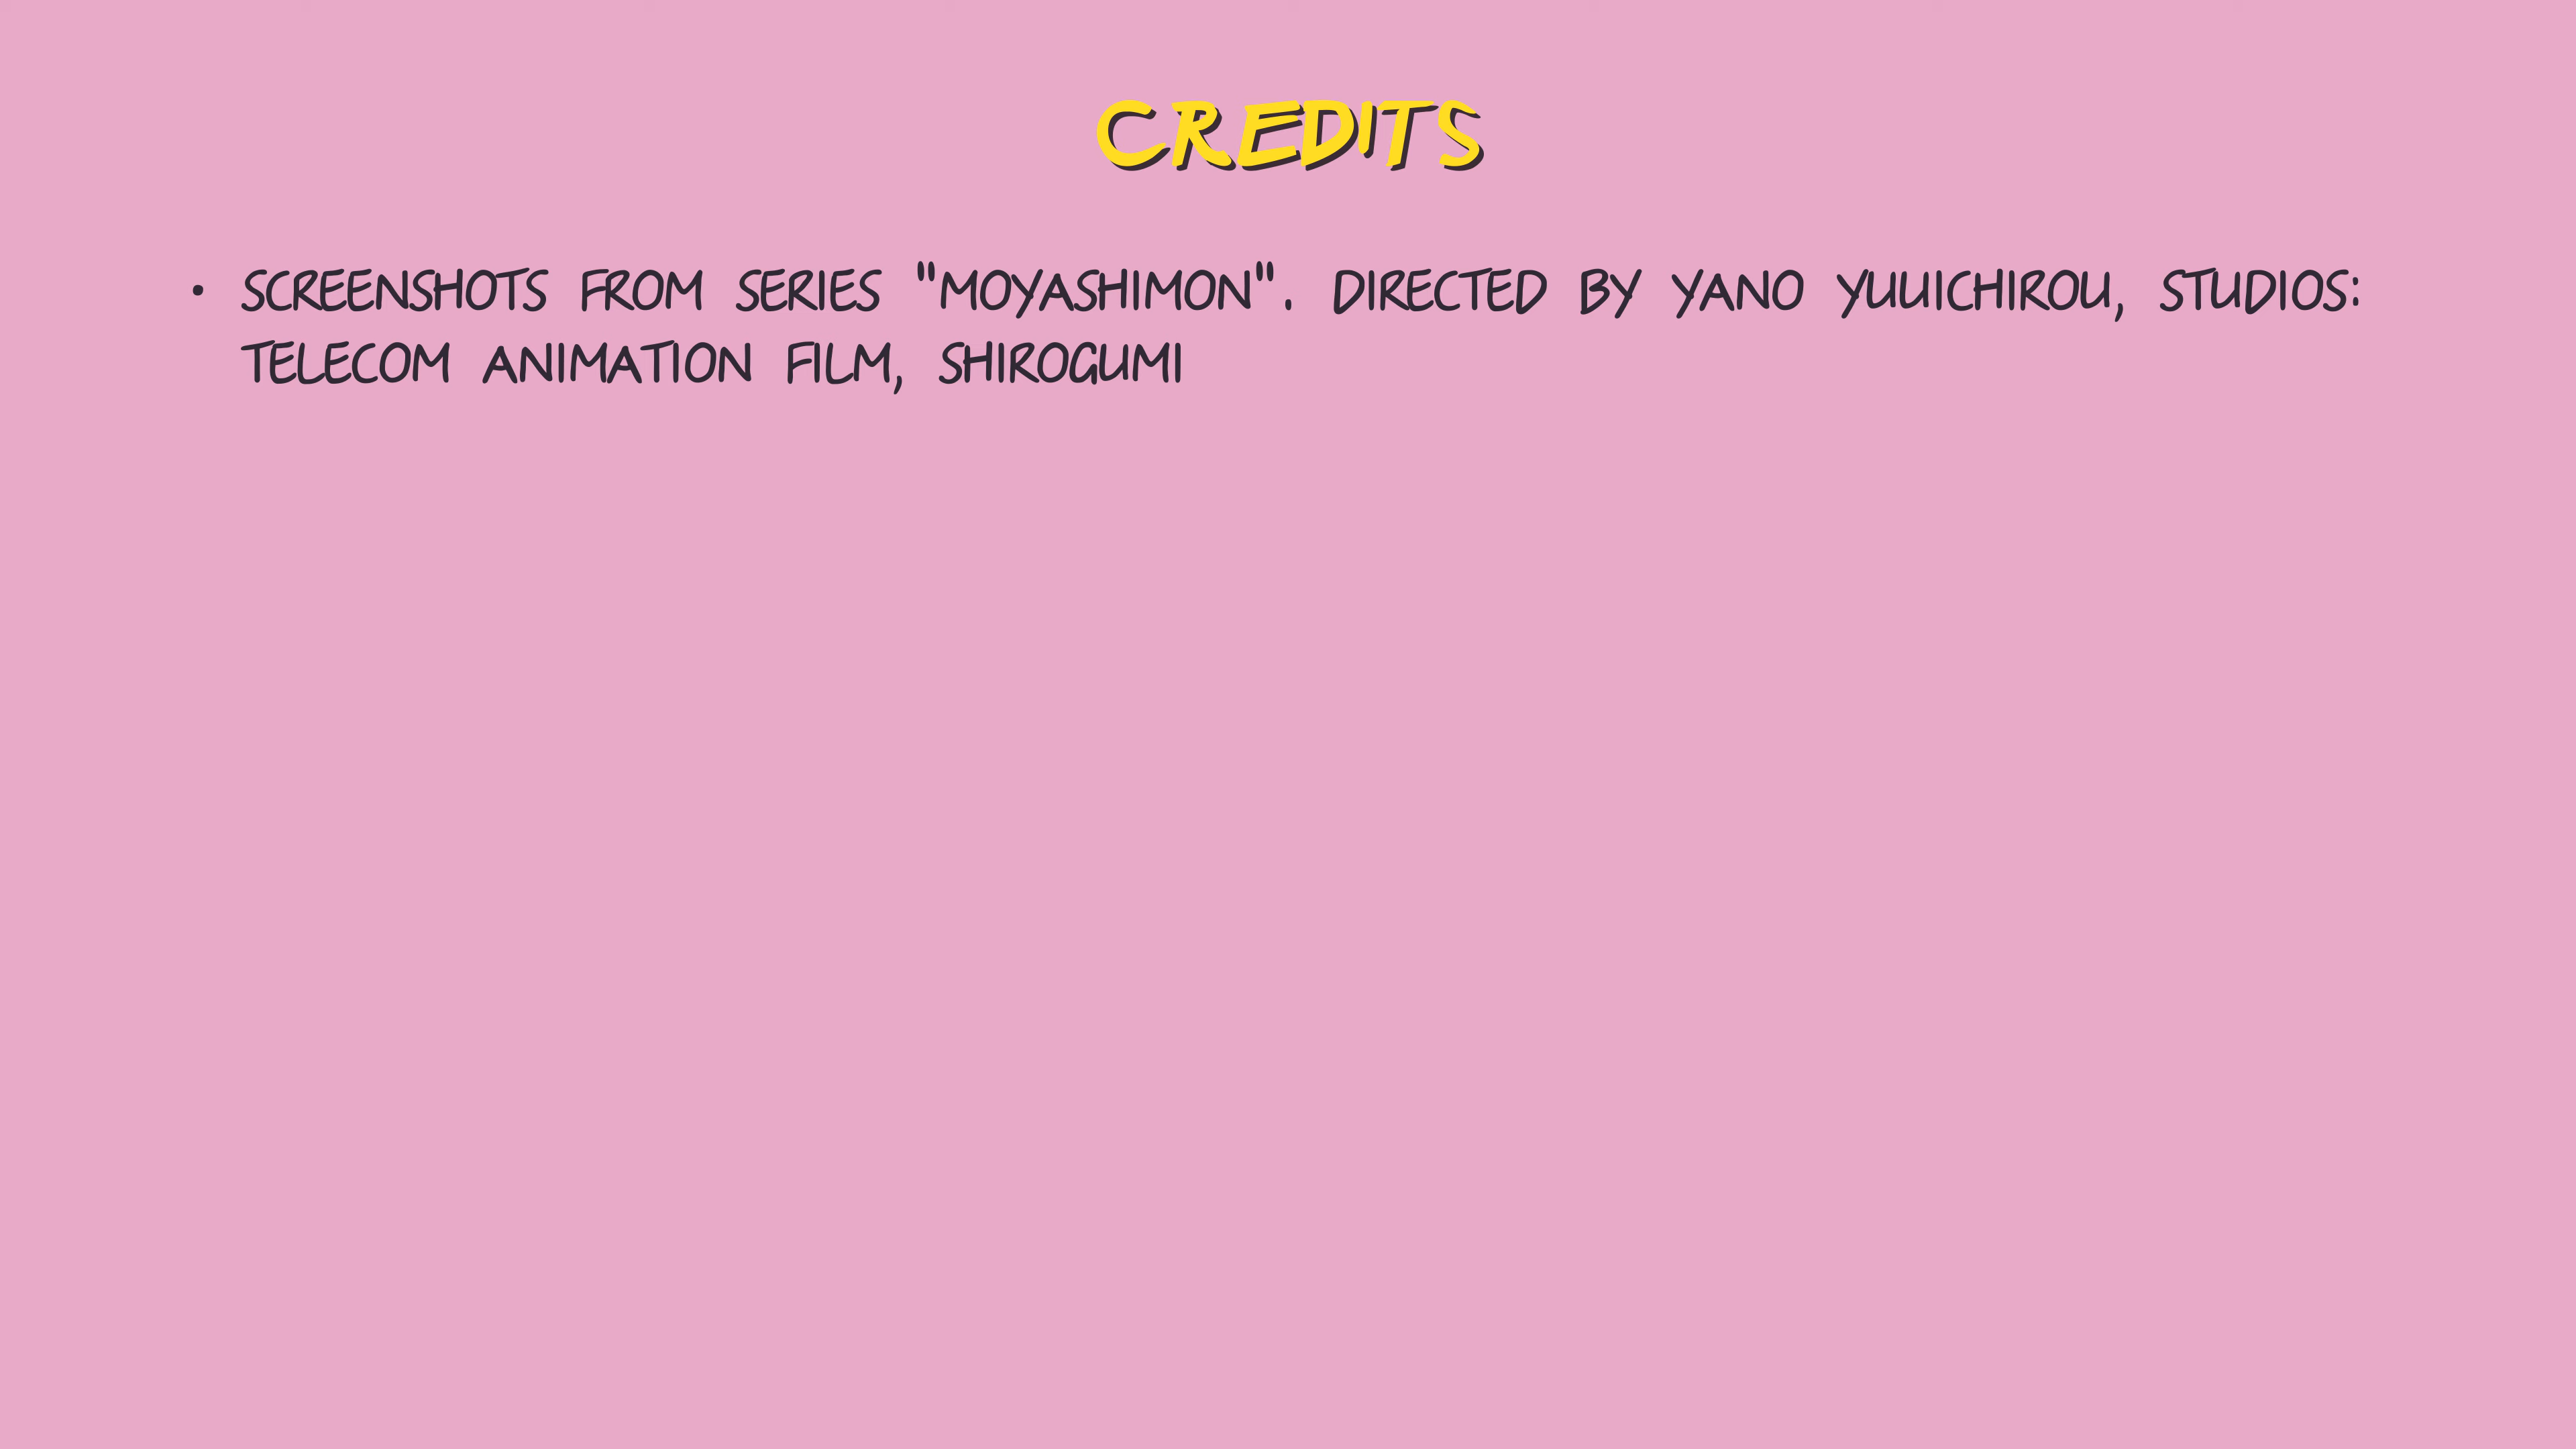 CREDITS
• SCREENSHOTS FROM SERIES "MOYASHIMON". DIRECTED BY YANO YUUICHIROU, STUDIOS:
TELECOM ANIMATION FILM, SHIROGUMI